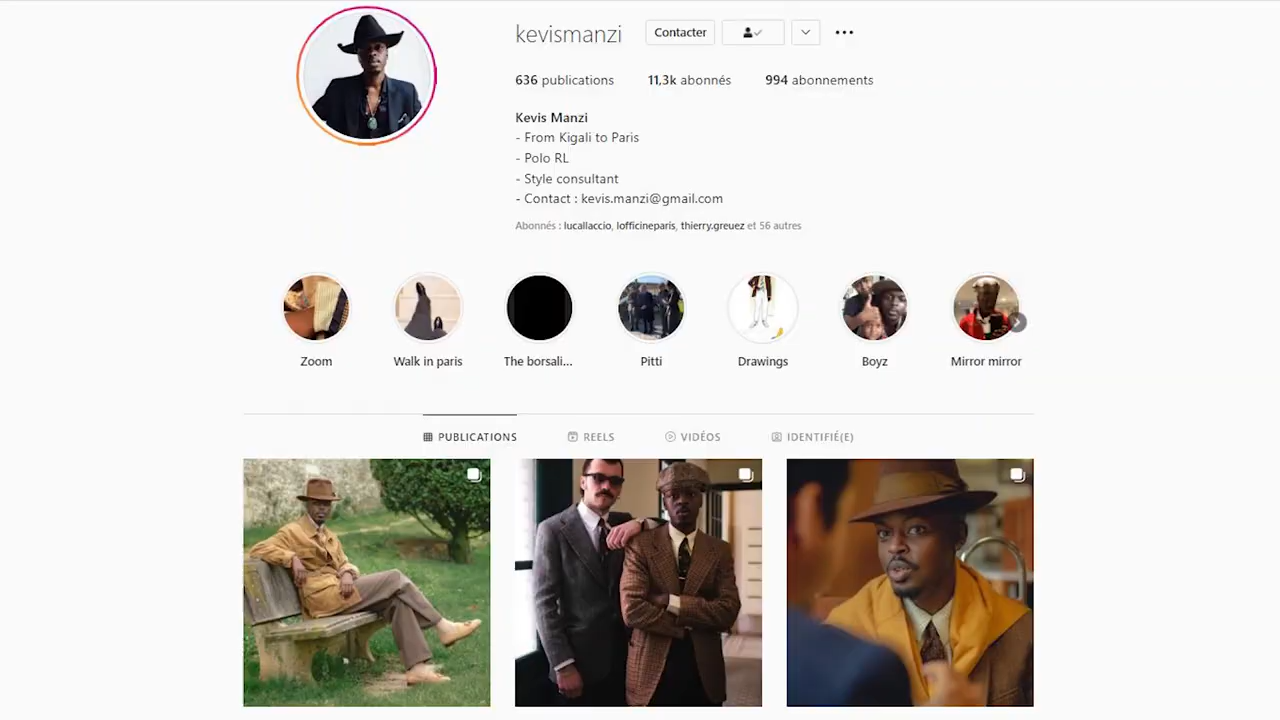 kevismanzi Contacter
636 publications 11,3k abonnés 994 abonnements
Kevis Manzi
- From Kigali to Paris
- Polo RL
- Style consultant
- Contact : kevis.manzi@gmail.com
Abonnés : lucallaccio, lofficineparis, thierry.greuez et 56 autres
Zoom Walk in paris The borsali... Pitti Drawings Boyz Mirror mirror
PUBLICATIONS REELS VIDÉOS IDENTIFIÉ(E)